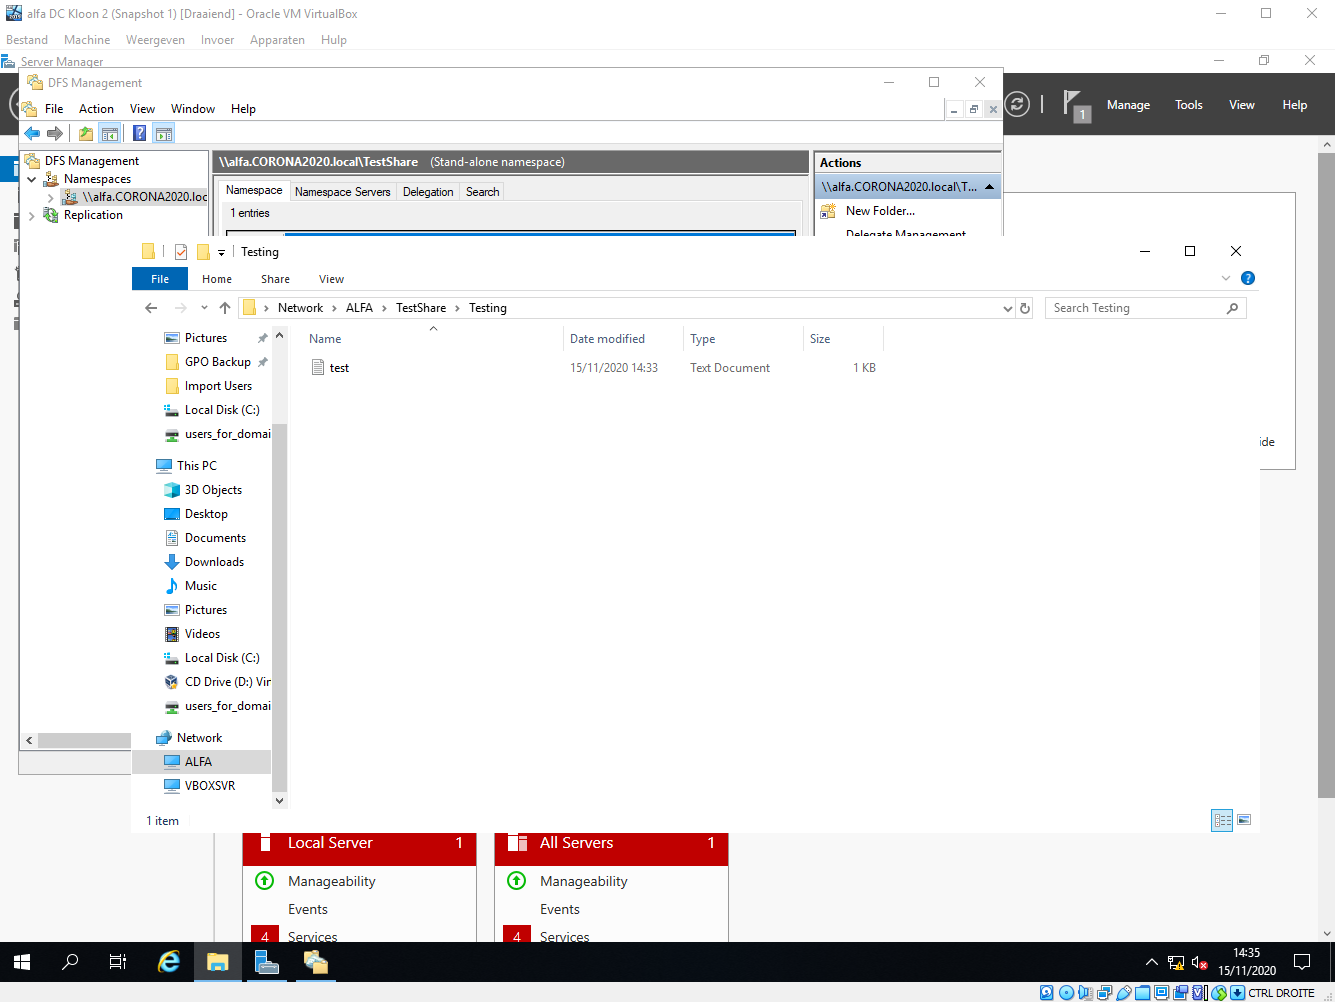 alfa DC Kloon 2 (Snapshot 1) [Draaiend] - Oracle VM VirtualBox
Bestand Machine Weergeven Invoer Apparaten Hulp
Server Manager
DFS Management
File Action View Window Help
Manage Tools View Help
1
DFS Management
Namespaces
\\alfa.CORONA2020.loc
Replication
\\alfa.CORONA2020.local\TestShare (Stand-alone namespace)
Namespace Namespace Servers Delegation Search
1 entries
Actions
\\alfa.CORONA2020.local\T...
New Folder...
Delegate Management
Testing
File Home Share View
Network ALFA TestShare Testing
Search Testing
Name Date modified Type Size
test 15/11/2020 14:33 Text Document 1 KB
Pictures
GPO Backup
Import Users
Local Disk (C:)
users_for_domai
This PC
3D Objects
Desktop
Documents
Downloads
Music
Pictures
Videos
Local Disk (C:)
CD Drive (D:) Vir
users_for_domai
Network
ALFA
VBOXSVR
1 item
ide
Local Server 1
Manageability
Events
4 Services
All Servers 1
Manageability
Events
4 Services
14:35
15/11/2020
CTRL DROITE